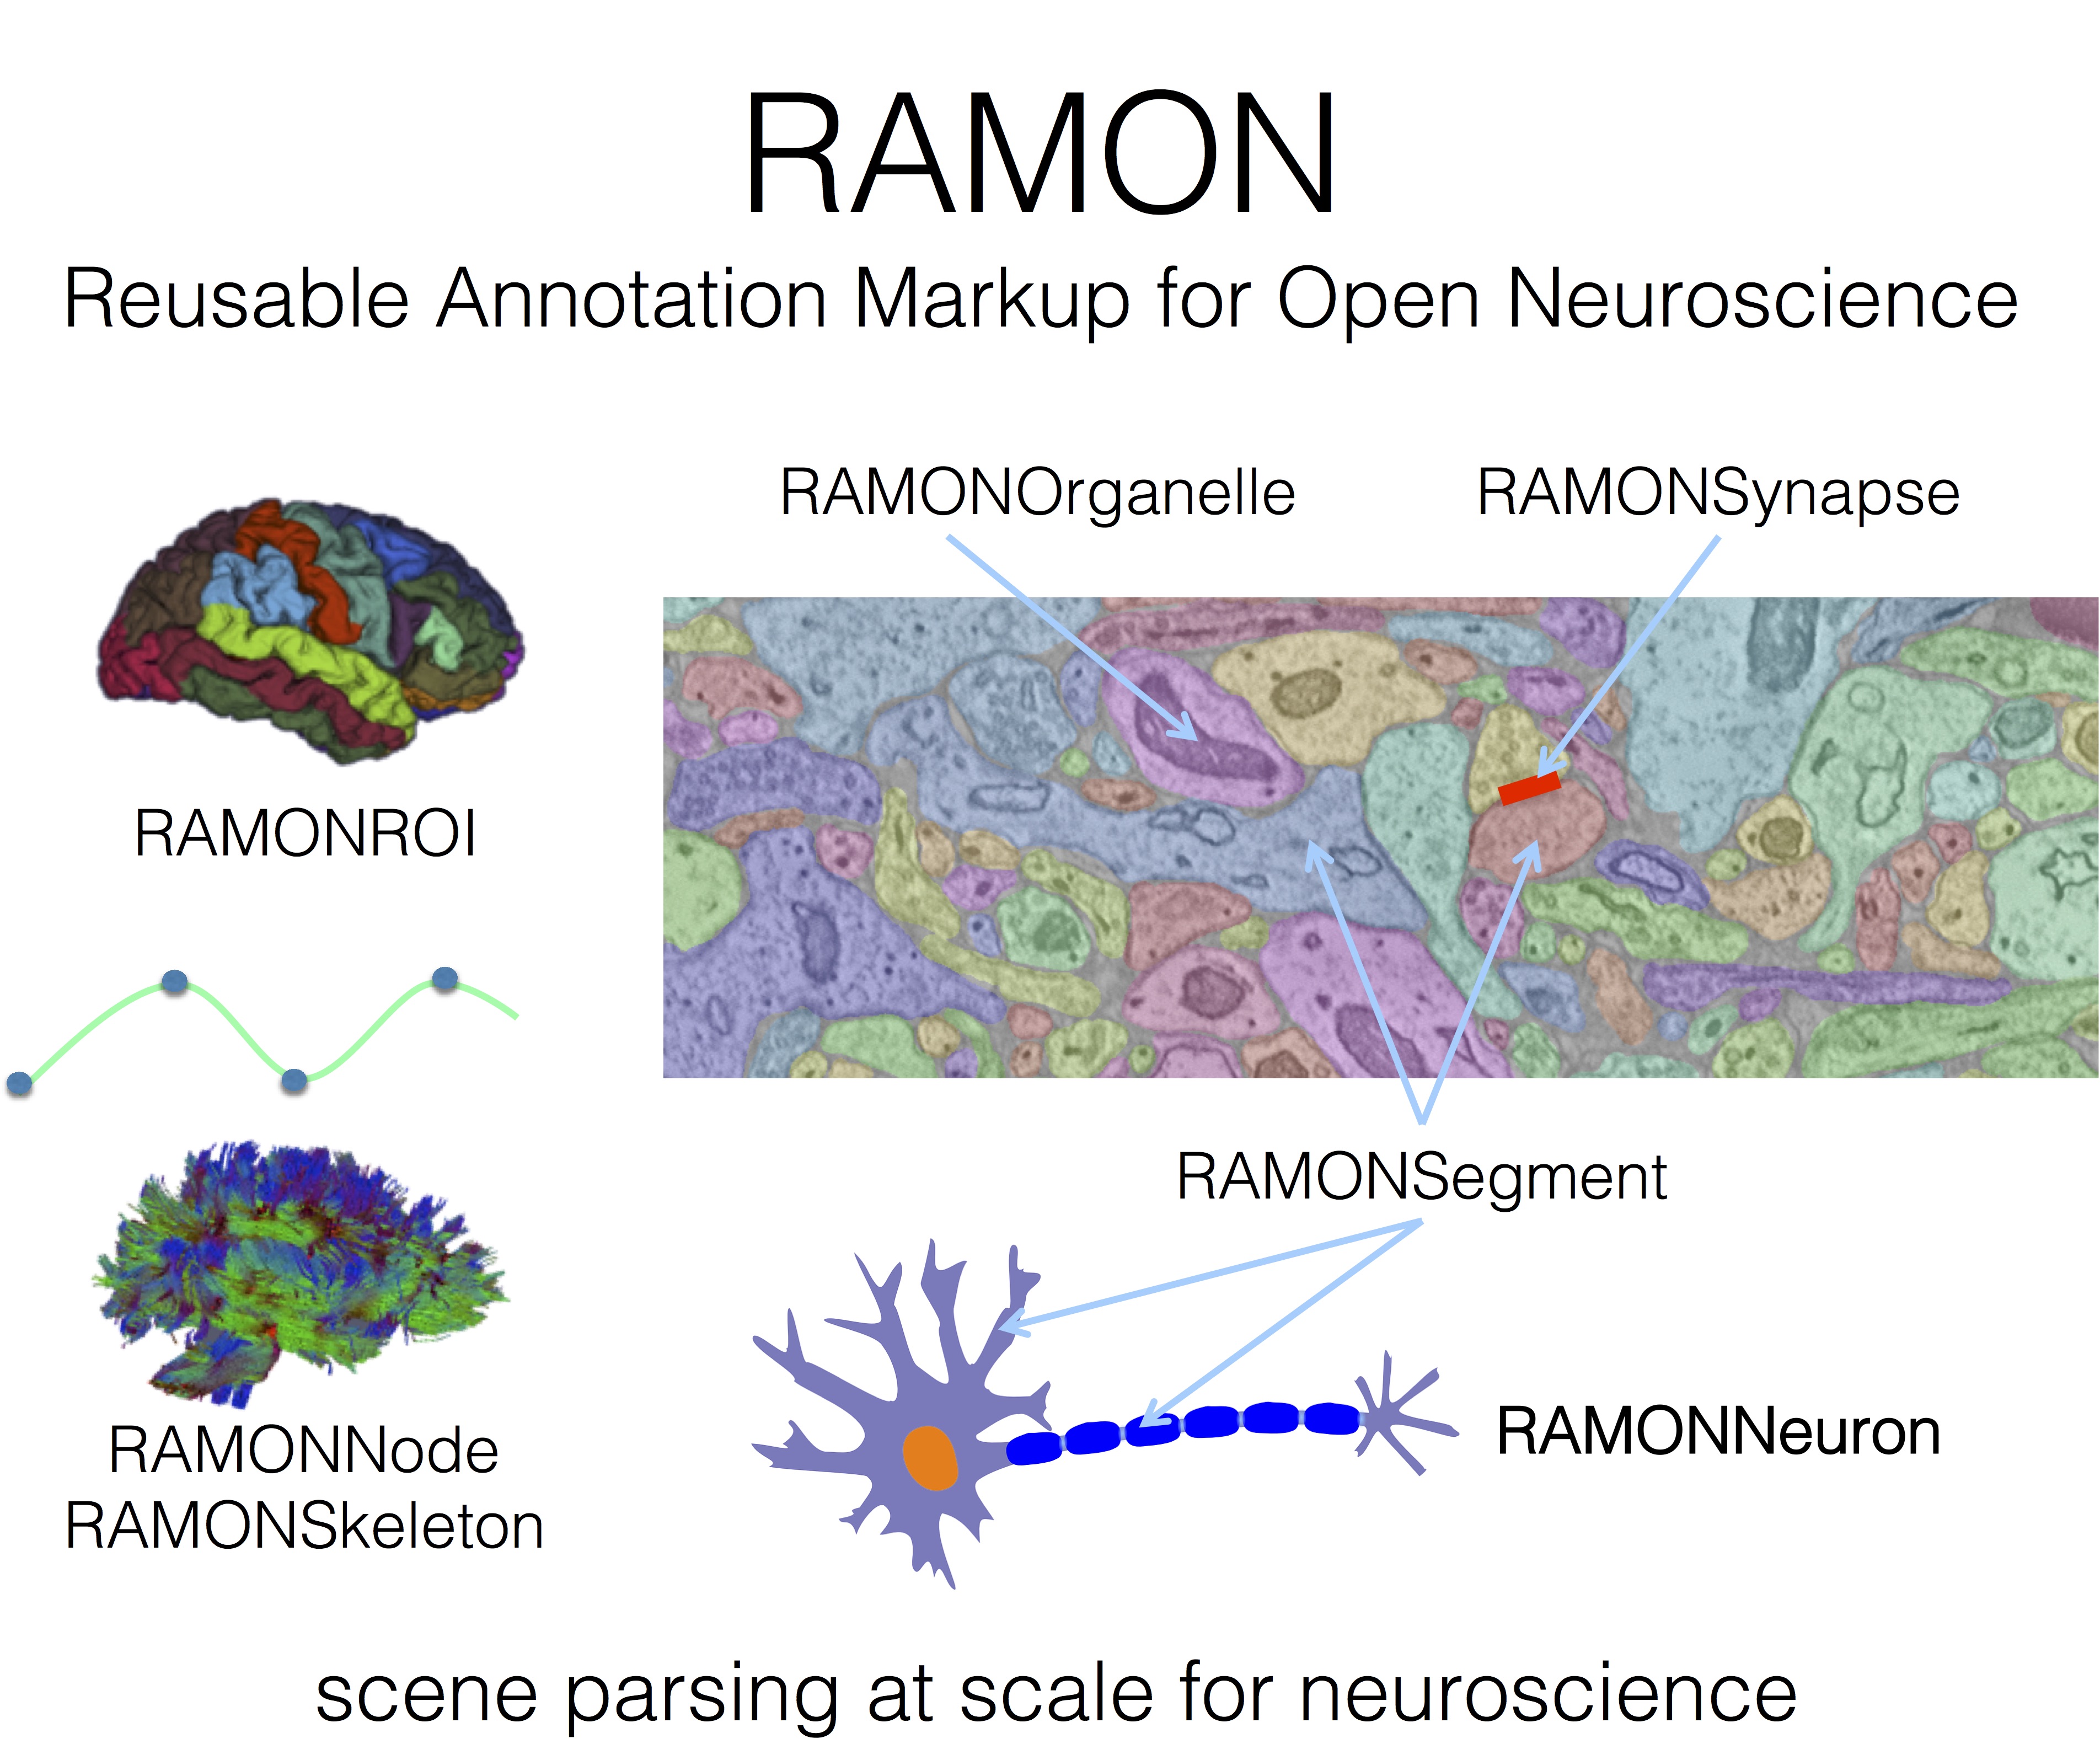 RAMON
Reusable Annotation Markup for Open Neuroscience
RAMONOrganelle
RAMONSynapse
RAMONROI
RAMONSegment
RAMONNode
RAMONSkeleton
RAMONNeuron
scene parsing at scale for neuroscience